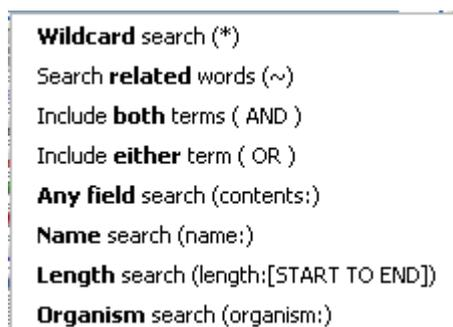 Wildcard search (*)
Search related words (~)
Include both terms ( AND )
Include either term ( OR )
Any field search (contents:)
Name search (name:)
Length search (length:[START TO END])
Organism search (organism:)